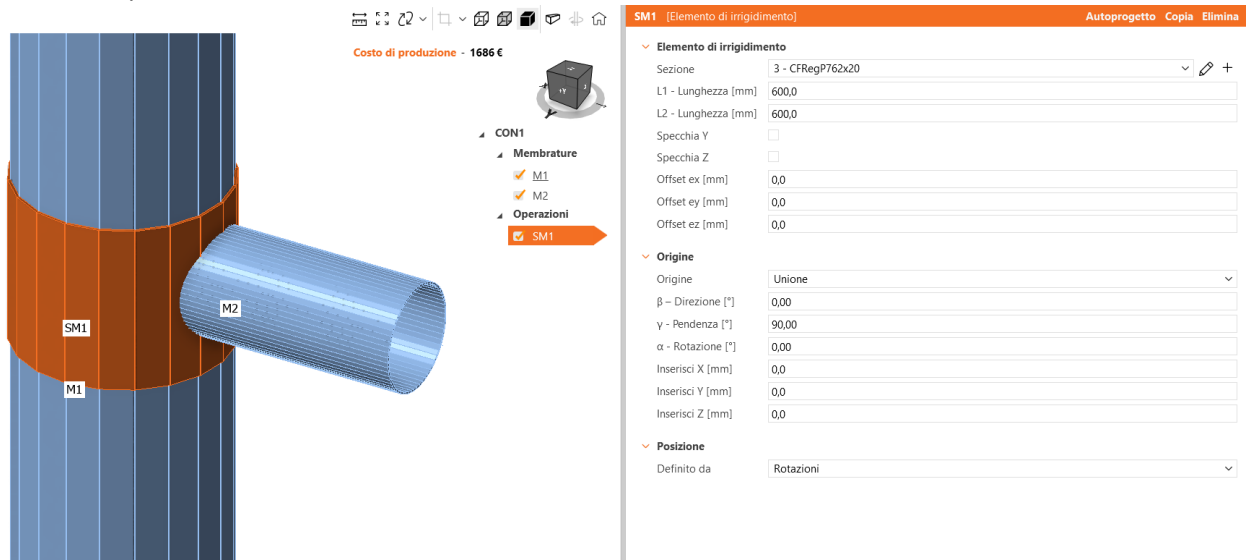 Costo di produzione - 1686 €
+Y
CON1
Membrature
M1
M2
Operazioni
SM1
M2
SM1
M1
SM1 [Elemento di irrigidimento] Autoprogetto Copia Elimina
Elemento di irrigidimento
Sezione 3 - CFRegP762x20
L1 - Lunghezza [mm] 600,0
L2 - Lunghezza [mm] 600,0
Specchia Y
Specchia Z
Offset ex [mm] 0,0
Offset ey [mm] 0,0
Offset ez [mm] 0,0
Origine
Origine Unione
β – Direzione [°] 0,00
γ - Pendenza [°] 90,00
α - Rotazione [°] 0,00
Inserisci X [mm] 0,0
Inserisci Y [mm] 0,0
Inserisci Z [mm] 0,0
Posizione
Definito da Rotazioni